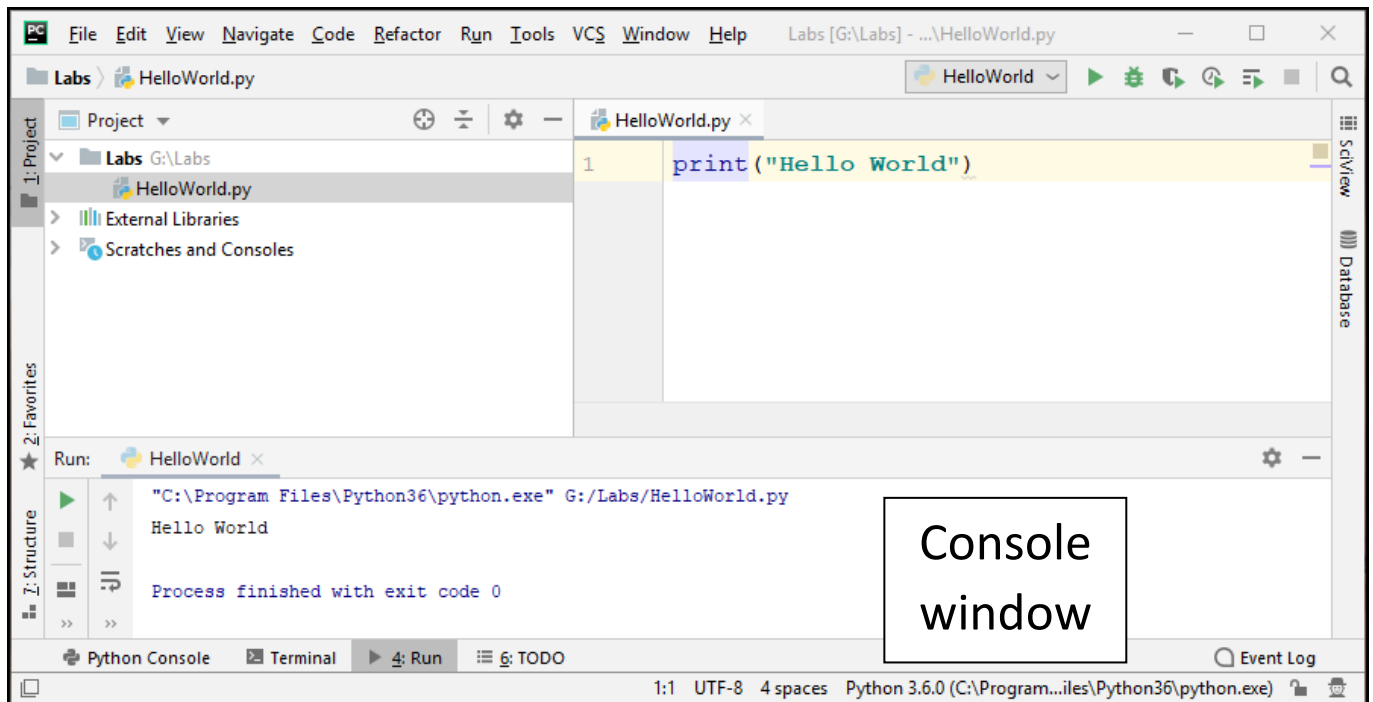 PC File Edit View Navigate Code Refactor Run Tools VCS Window Help Labs [G:\Labs] - ...\HelloWorld.py
Labs HelloWorld.py HelloWorld
1: Project
Project
Labs G:\Labs
HelloWorld.py
External Libraries
Scratches and Consoles
HelloWorld.py
1 print("Hello World")
SciView
Database
2: Favorites
7: Structure
Run: HelloWorld
"C:\Program Files\Python36\python.exe" G:/Labs/HelloWorld.py
Hello World
Process finished with exit code 0
Console
window
Python Console Terminal 4: Run 6: TODO Event Log
1:1 UTF-8 4 spaces Python 3.6.0 (C:\Program...iles\Python36\python.exe)